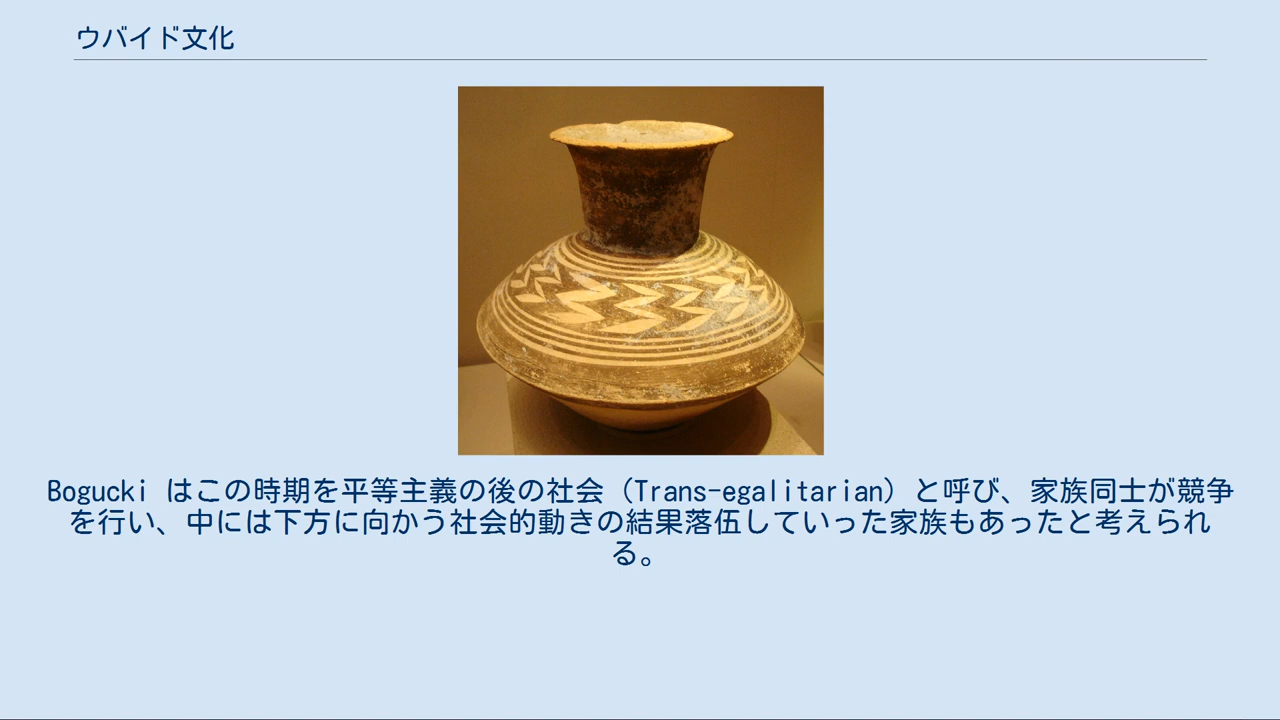 ウバイド文化
Bogucki はこの時期を平等主義の後の社会（Trans-egalitarian）と呼び、家族同士が競争
を行い、中には下方に向かう社会的動きの結果落伍していった家族もあったと考えられ
る。